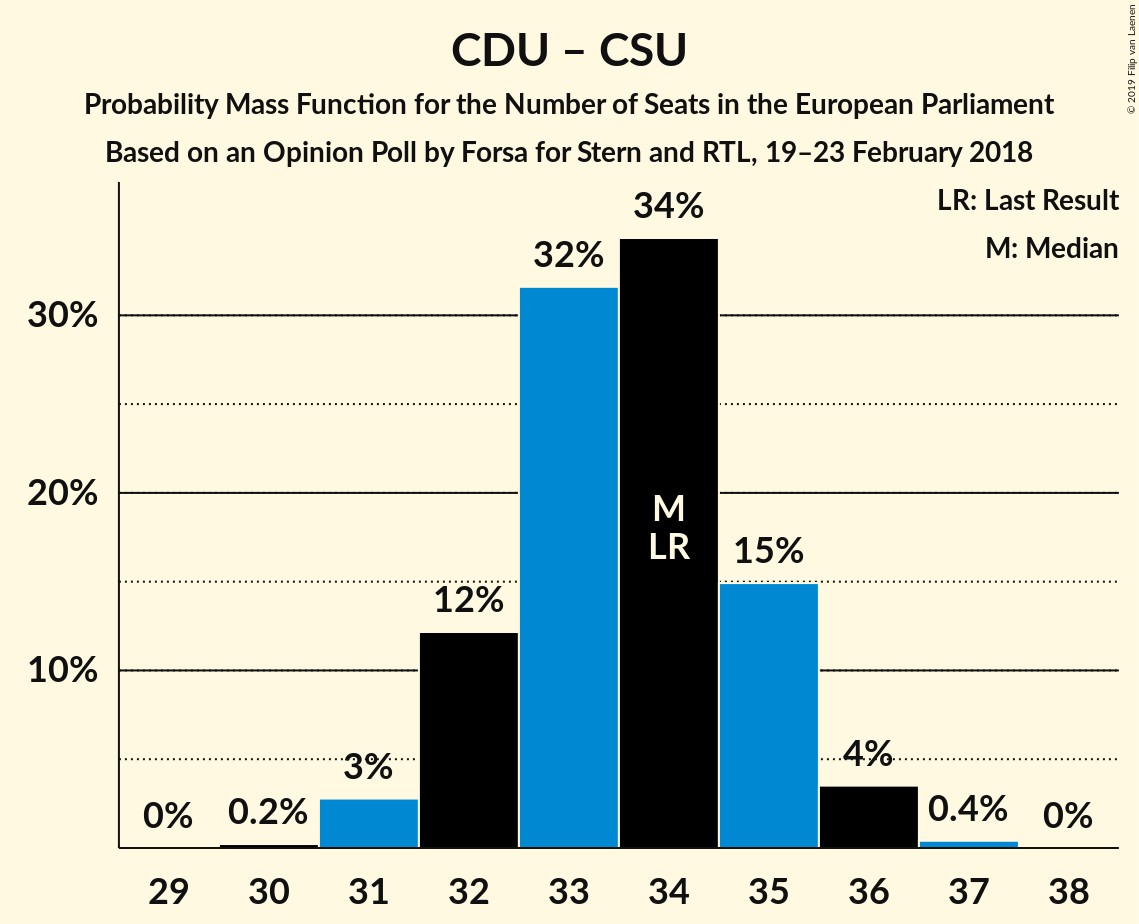 CDU – CSU
Probability Mass Function for the Number of Seats in the European Parliament
Based on an Opinion Poll by Forsa for Stern and RTL, 19–23 February 2018
© 2019 Filip van Laenen
LR: Last Result
M: Median
34%
32%
30%
20%
M
LR
15%
12%
10%
4%
3%
0%
0.2%
0.4%
0%
29 30 31 32 33 34 35 36 37 38